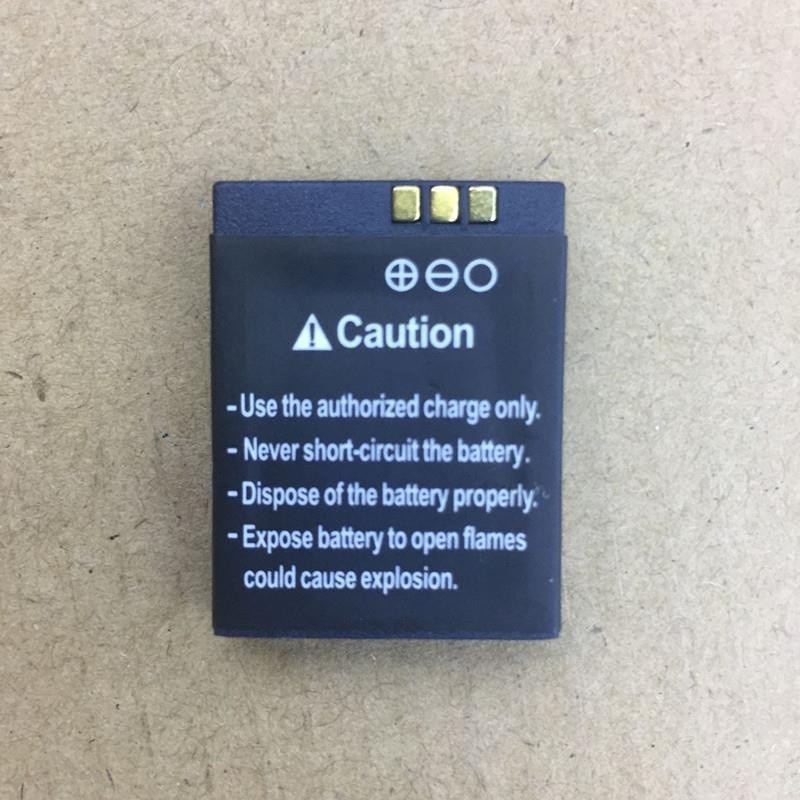 ⊕⊖○
⚠Caution
-Use the authorized charge only.
- Never short-circuit the battery.
-Dispose of the battery properly.
- Expose battery to open flames
could cause explosion.